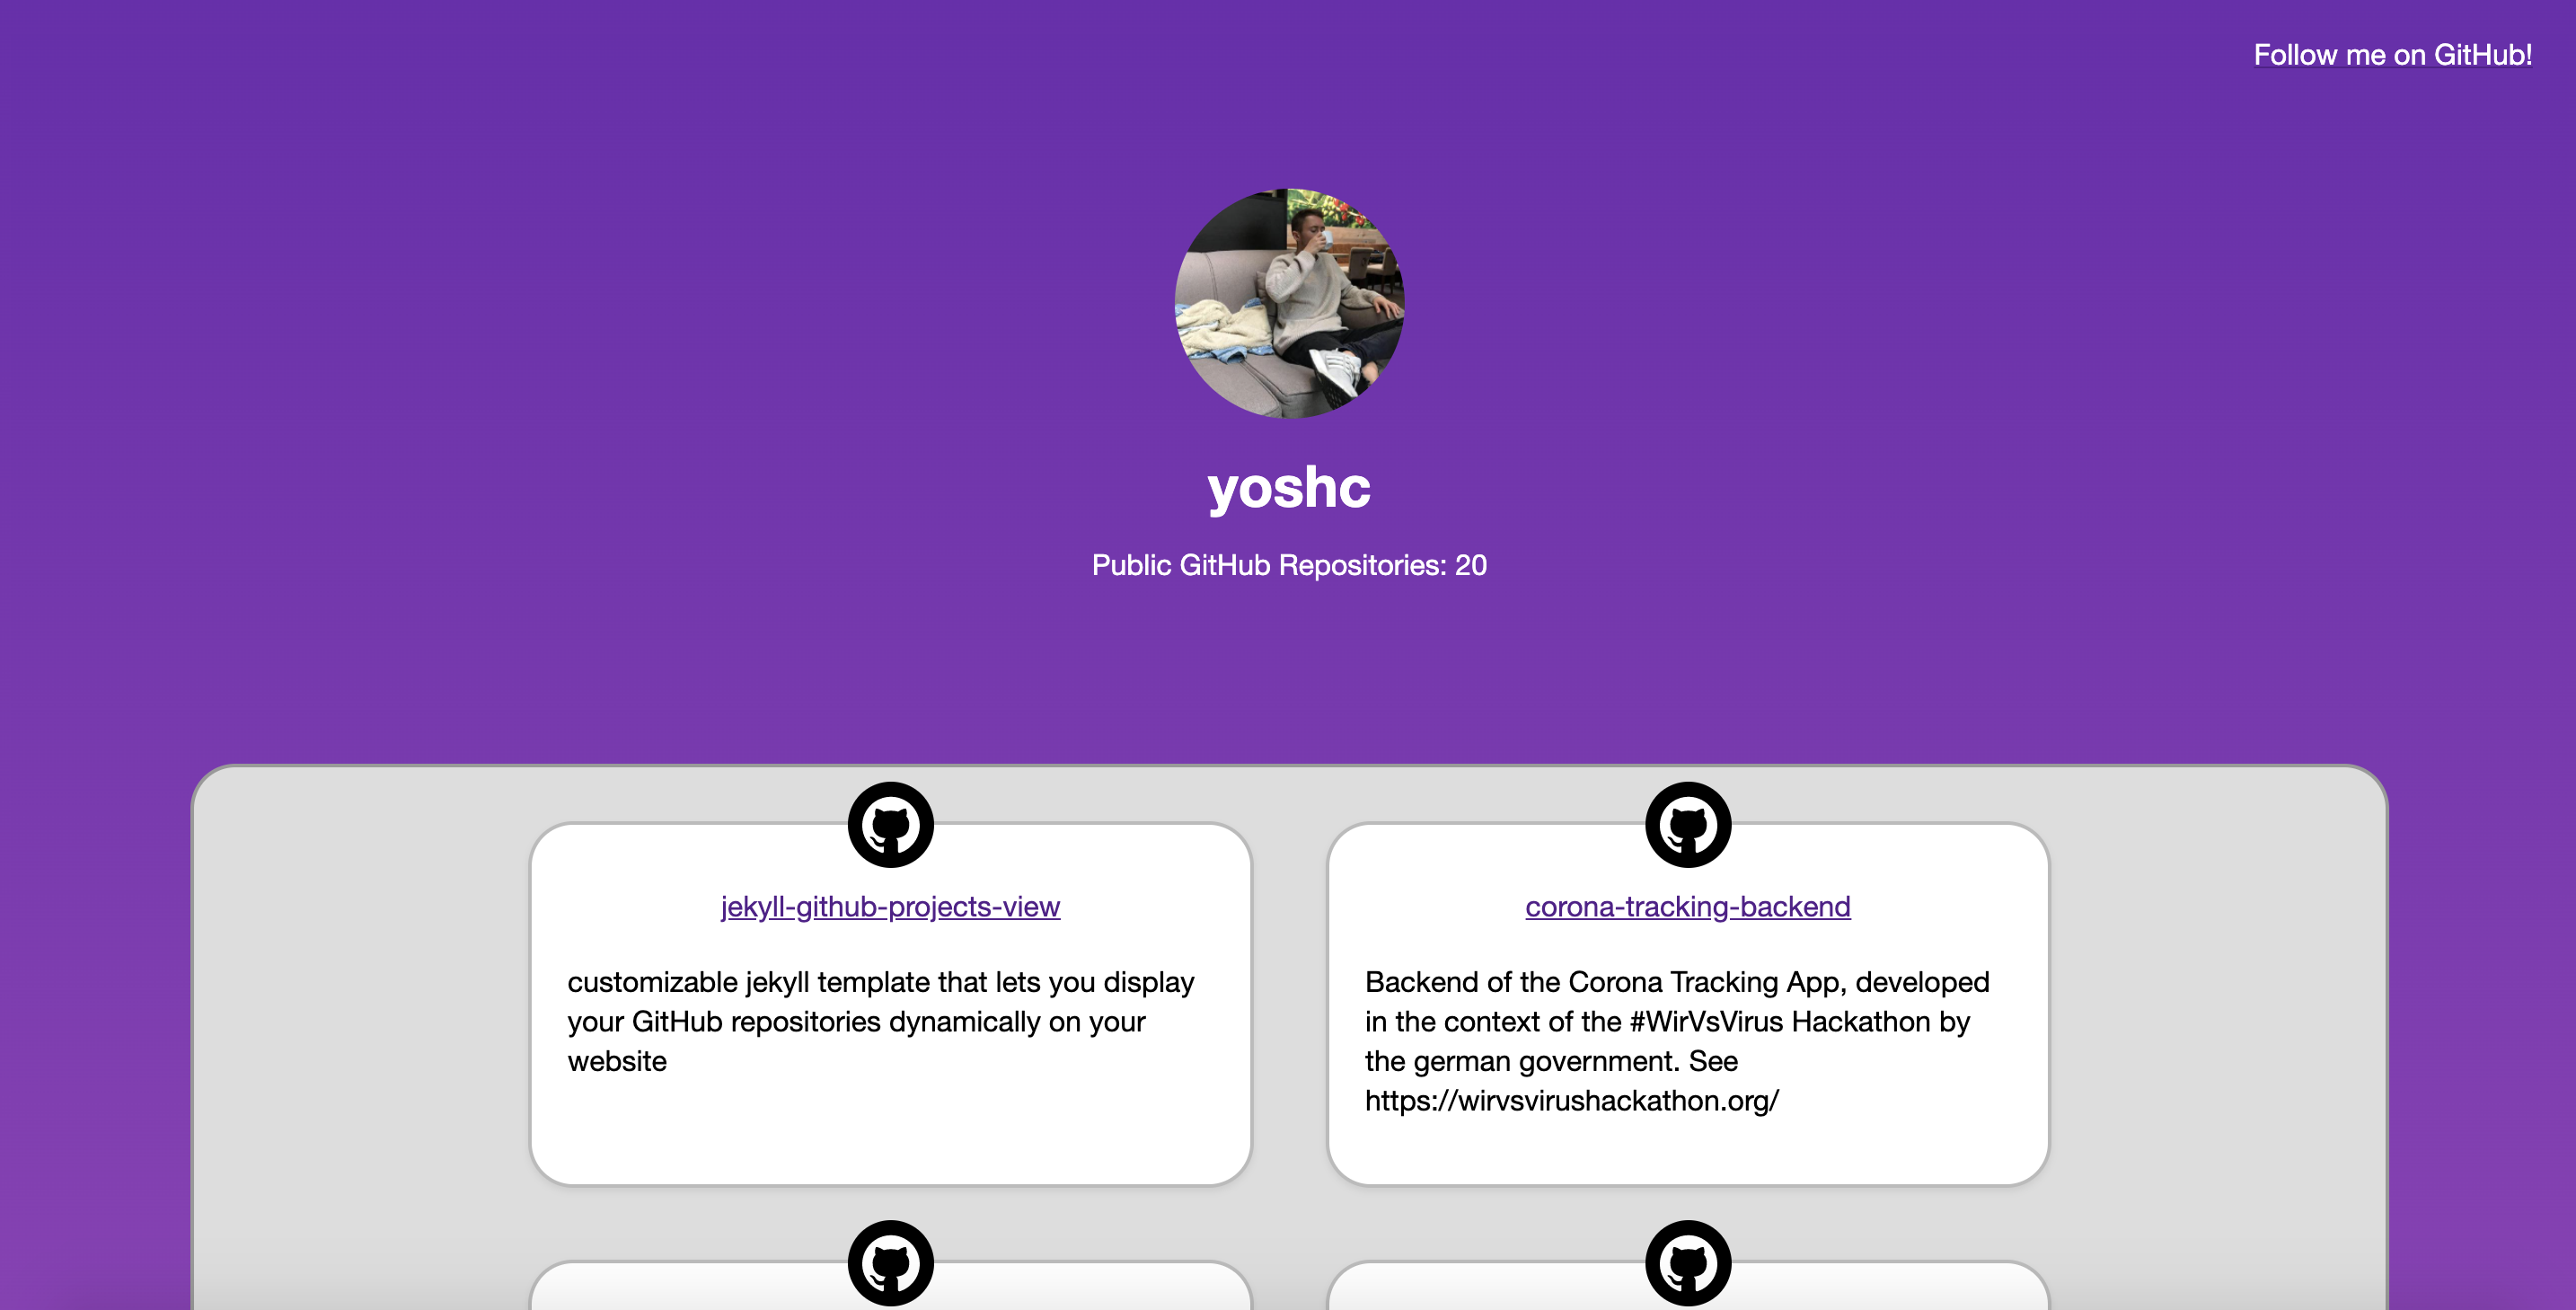 Follow me on GitHub!
yoshc
Public GitHub Repositories: 20
jekyll-github-projects-view
customizable jekyll template that lets you display
your GitHub repositories dynamically on your
website
corona-tracking-backend
Backend of the Corona Tracking App, developed
in the context of the #WirVsVirus Hackathon by
the german government. See
https://wirvsvirushackathon.org/